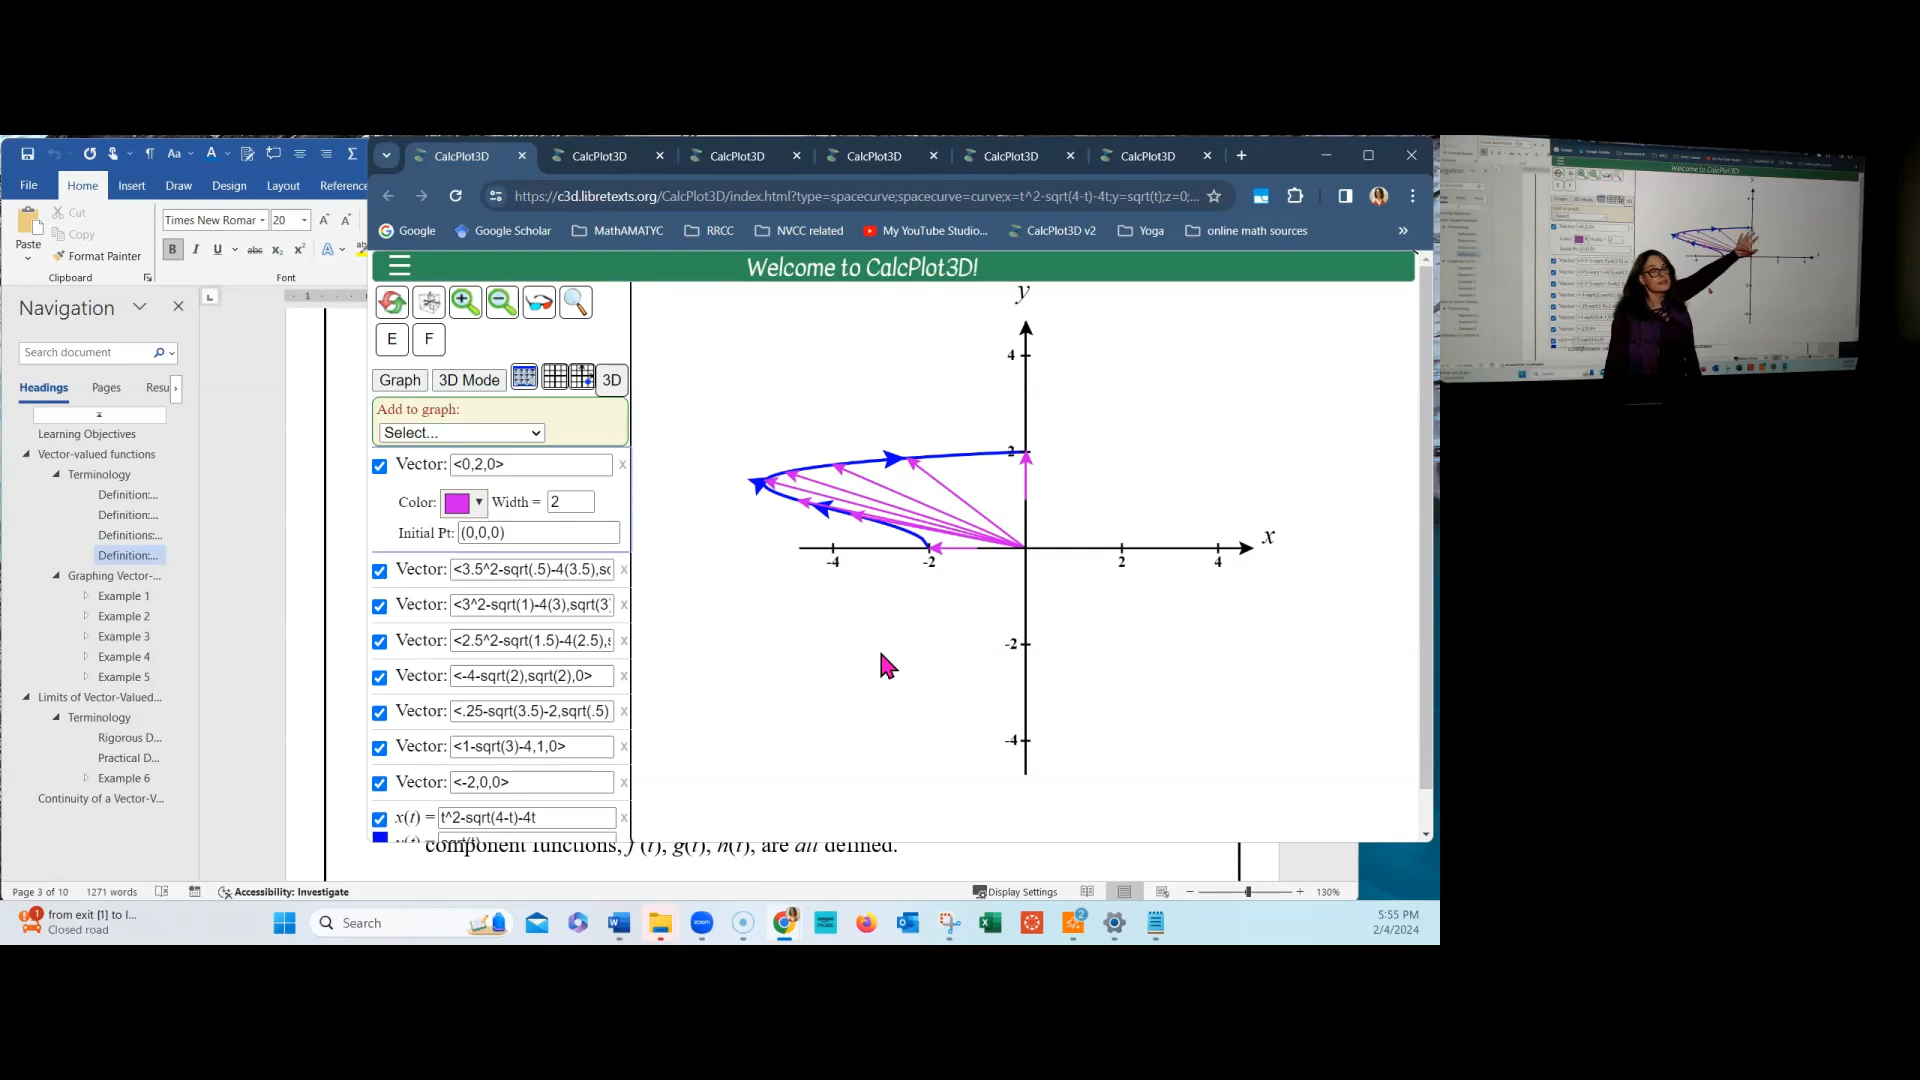 File Home Insert Draw Design Layout Reference
Times New Romar 20
Paste Cut Copy Format Painter
Clipboard Font
Navigation
Search document
Headings Pages Resu
Learning Objectives
Vector-valued functions
Terminology
Definition:...
Definition:...
Definitions:...
Definition:...
Graphing Vector-...
Example 1
Example 2
Example 3
Example 4
Example 5
Limits of Vector-Valued...
Terminology
Rigorous D...
Practical D...
Example 6
Continuity of a Vector-V...
CalcPlot3D CalcPlot3D CalcPlot3D CalcPlot3D CalcPlot3D CalcPlot3D
https://c3d.libretexts.org/CalcPlot3D/index.html?type=spacecurve;spacecurve=curve;x=t^2-sqrt(4-t)-4t;y=sqrt(t);z=0;...
Google Google Scholar MathAMATYC RRCC NVCC related My YouTube Studio... CalcPlot3D v2 Yoga online math sources
Welcome to CalcPlot3D!
E F
Graph 3D Mode 3D
Add to graph:
Select...
Vector: <0,2,0> x
Color: Width = 2
Initial Pt: (0,0,0)
Vector: <3.5^2-sqrt(.5)-4(3.5),sc x
Vector: <3^2-sqrt(1)-4(3),sqrt(3) x
Vector: <2.5^2-sqrt(1.5)-4(2.5),s x
Vector: <-4-sqrt(2),sqrt(2),0> x
Vector: <.25-sqrt(3.5)-2,sqrt(.5) x
Vector: <1-sqrt(3)-4,1,0> x
Vector: <-2,0,0> x
x(t) = t^2-sqrt(4-t)-4t x
y(t) = sqrt(t)
y
4
2
x
-4 -2 2 4
-2
-4
component functions, f (t), g(t), h(t), are all defined.
Page 3 of 10 1271 words Accessibility: Investigate Display Settings 130%
from exit [1] to I...
Closed road
Search
5:55 PM
2/4/2024
Welcome to CalcPlot3D!